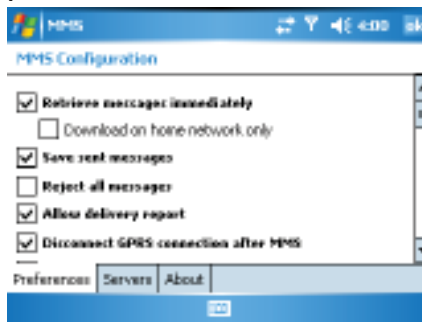 MMS 4:00 ok
MMS Configuration
Retrieve messages immediately
Download on home network only
Save sent messages
Reject all messages
Allow delivery report
Disconnect GPRS connection after MMS
Preferences Servers About